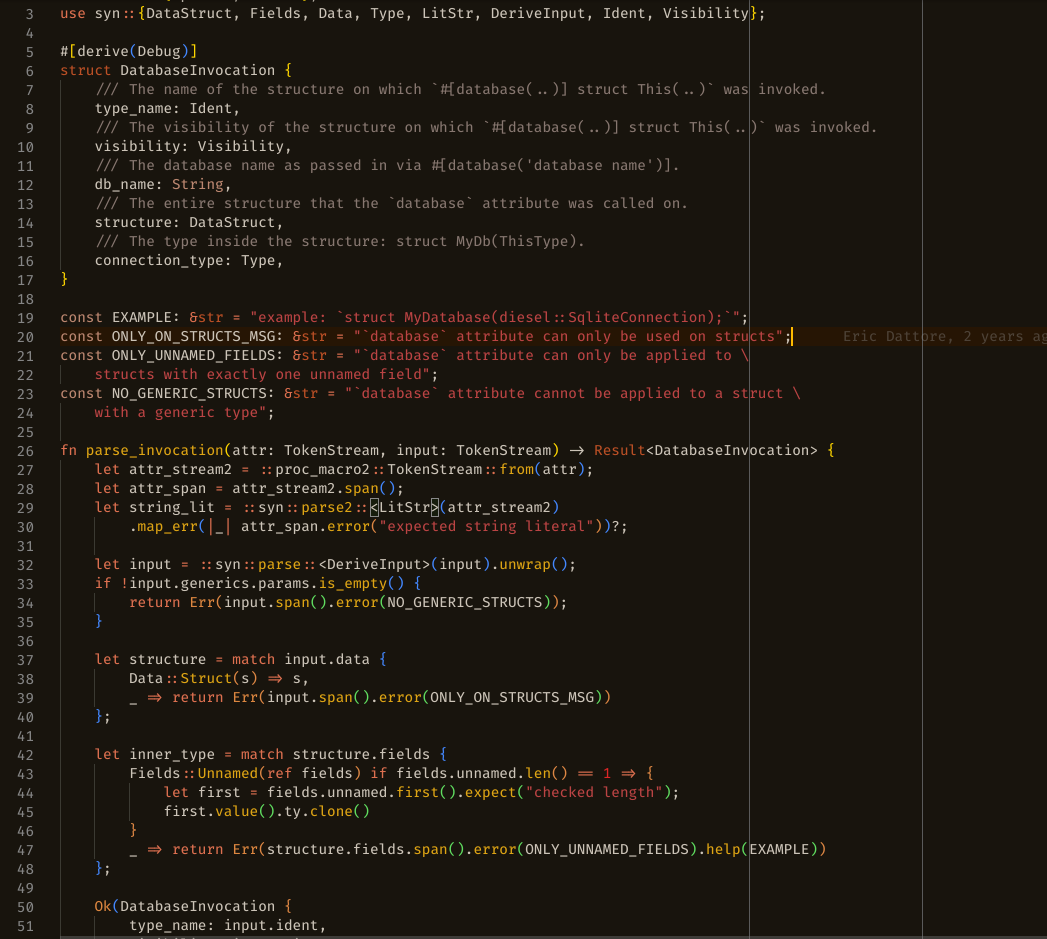 3 use syn::{DataStruct, Fields, Data, Type, LitStr, DeriveInput, Ident, Visibility};
4
5 #[derive(Debug)]
6 struct DatabaseInvocation {
7     /// The name of the structure on which `#[database(..)] struct This(..)` was invoked.
8     type_name: Ident,
9     /// The visibility of the structure on which `#[database(..)] struct This(..)` was invoked.
10     visibility: Visibility,
11     /// The database name as passed in via #[database('database name')].
12     db_name: String,
13     /// The entire structure that the `database` attribute was called on.
14     structure: DataStruct,
15     /// The type inside the structure: struct MyDb(ThisType).
16     connection_type: Type,
17 }
18
19 const EXAMPLE: &str = "example: `struct MyDatabase(diesel::SqliteConnection);`";
20 const ONLY_ON_STRUCTS_MSG: &str = "`database` attribute can only be used on structs"; Eric Dattore, 2 years ag
21 const ONLY_UNNAMED_FIELDS: &str = "`database` attribute can only be applied to \
22     structs with exactly one unnamed field";
23 const NO_GENERIC_STRUCTS: &str = "`database` attribute cannot be applied to a struct \
24     with a generic type";
25
26 fn parse_invocation(attr: TokenStream, input: TokenStream) -> Result<DatabaseInvocation> {
27     let attr_stream2 = ::proc_macro2::TokenStream::from(attr);
28     let attr_span = attr_stream2.span();
29     let string_lit = ::syn::parse2::<LitStr>(attr_stream2)
30         .map_err(|_| attr_span.error("expected string literal"))?;
31
32     let input = ::syn::parse::<DeriveInput>(input).unwrap();
33     if !input.generics.params.is_empty() {
34         return Err(input.span().error(NO_GENERIC_STRUCTS));
35     }
36
37     let structure = match input.data {
38         Data::Struct(s) => s,
39         _ => return Err(input.span().error(ONLY_ON_STRUCTS_MSG))
40     };
41
42     let inner_type = match structure.fields {
43         Fields::Unnamed(ref fields) if fields.unnamed.len() == 1 => {
44             let first = fields.unnamed.first().expect("checked length");
45             first.value().ty.clone()
46         }
47         _ => return Err(structure.fields.span().error(ONLY_UNNAMED_FIELDS).help(EXAMPLE))
48     };
49
50     Ok(DatabaseInvocation {
51         type_name: input.ident,